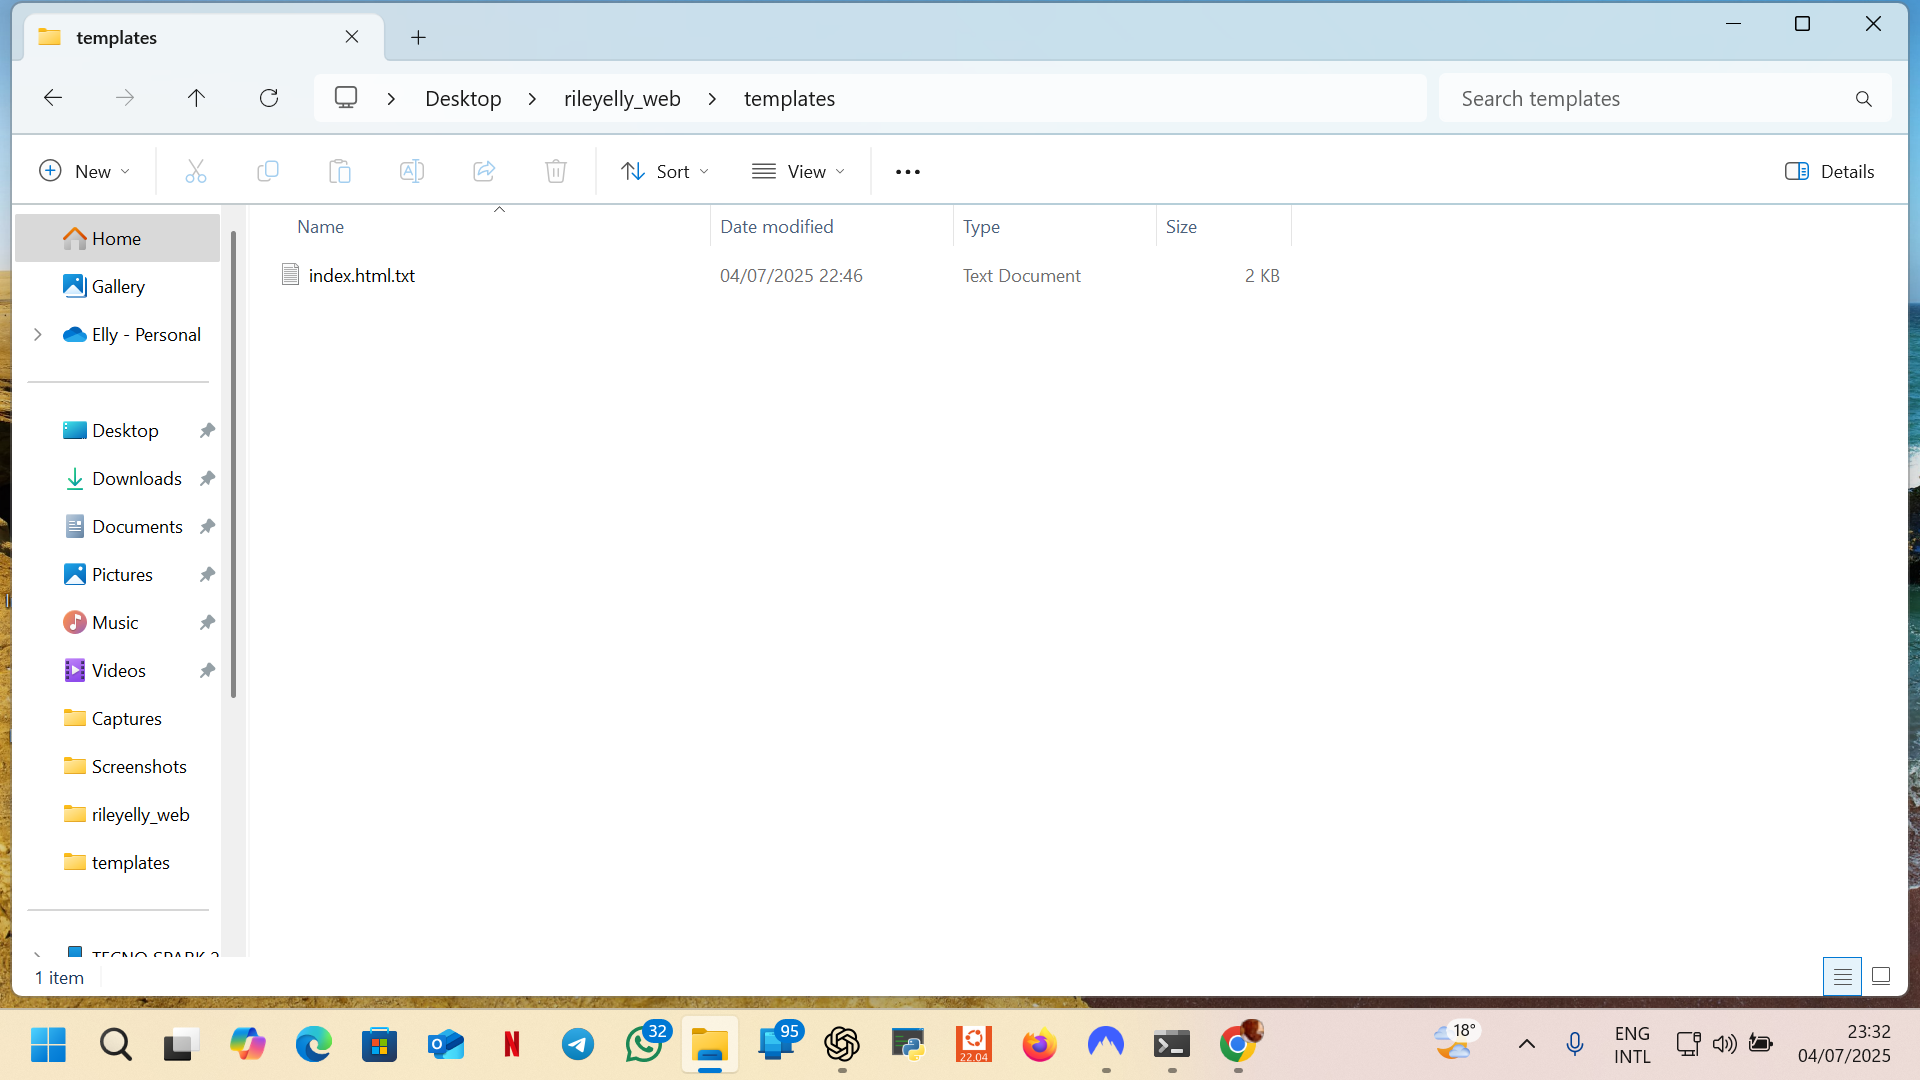 templates
Desktop
rileyelly_web
templates
Search templates
New
Sort
View
Details
Name
Date modified
Type
Size
index.html.txt
04/07/2025 22:46
Text Document
2 KB
Home
Gallery
Elly - Personal
Desktop
Downloads
Documents
Pictures
Music
Videos
Captures
Screenshots
rileyelly_web
templates
TECNO SPARK 2
1 item
32
95
22.04
18°
ENG
INTL
23:32
04/07/2025